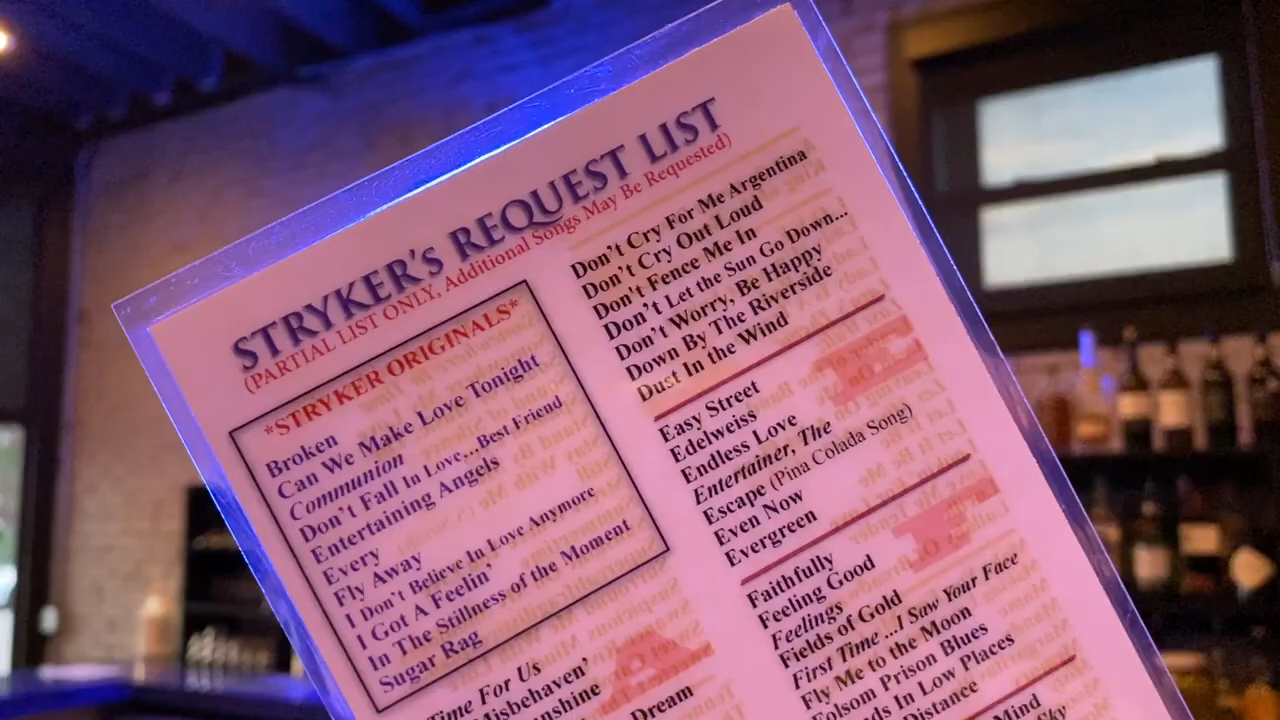 STRYKER's REQUEST LIST
(PARTIAL LIST ONLY, Additional Songs May Be Requested)
*STRYKER ORIGINALS*
Broken
Can We Make Love Tonight
Communion
Don't Fall In Love...Best Friend
Entertaining Angels
Every
Fly Away
I Don't Believe In Love Anymore
I Got A Feelin'
In The Stillness of the Moment
Sugar Rag
Time For Us
Misbehaven'
Dream
Don't Cry For Me Argentina
Don't Cry Out Loud
Don't Fence Me In
Don't Let the Sun Go Down...
Don't Worry, Be Happy
Down By The Riverside
Dust In the Wind
Easy Street
Edelweiss
Endless Love
Entertainer, The
Escape (Pina Colada Song)
Even Now
Evergreen
Faithfully
Feeling Good
Feelings
Fields of Gold
First Time ...I Saw Your Face
Fly Me to the Moon
Folsom Prison Blues
In Low Places
Distance
Mind